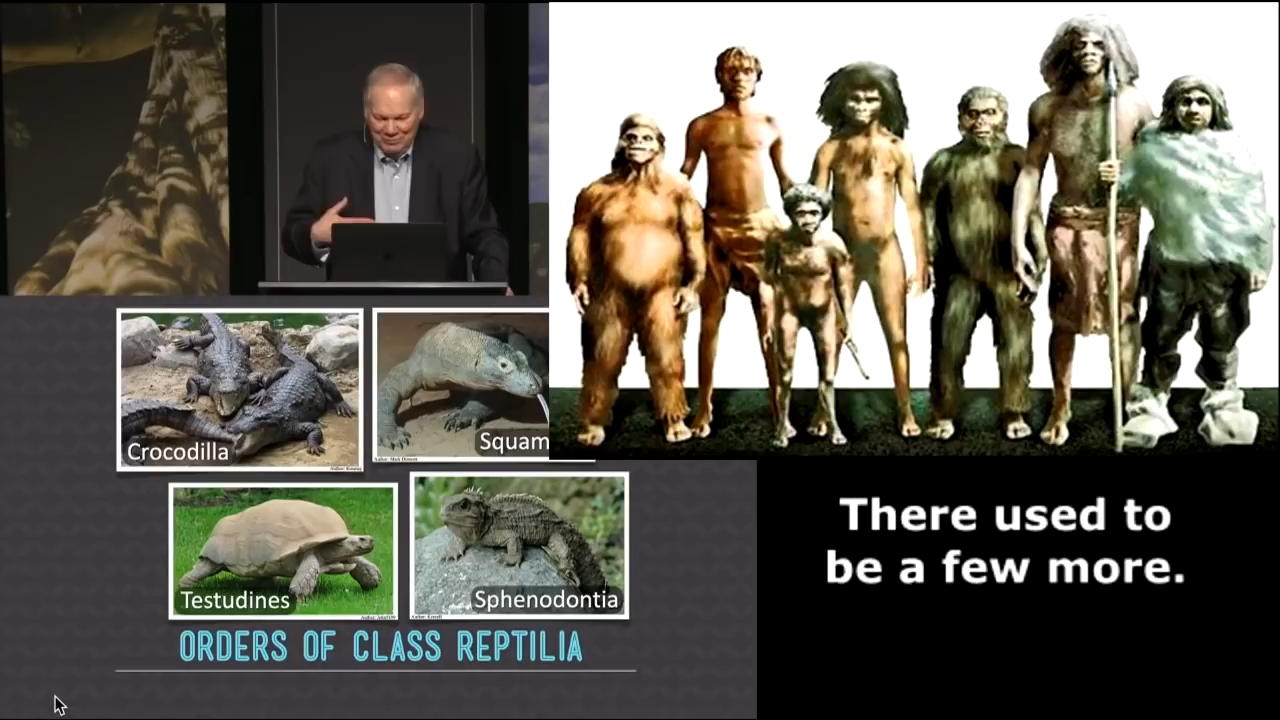 Crocodilla
Squam
Testudines
Sphenodontia
ORDERS OF CLASS REPTILIA
There used to
be a few more.